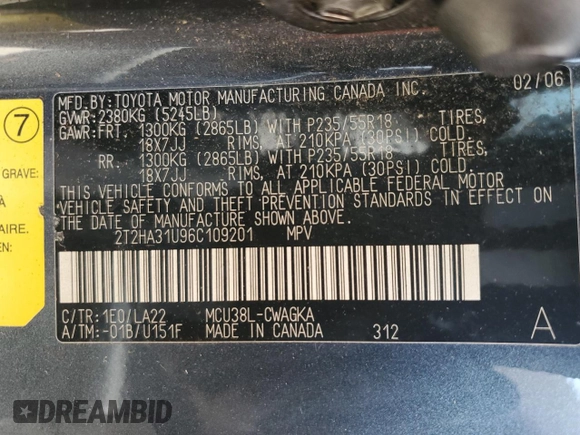 MFD. BY: TOYOTA MOTOR MANUFACTURING CANADA INC. 02/06
GVWR: 2380KG (5245LB)
GAWR: FRT. 1300KG (2865LB) WITH P235/55R18 TIRES,
18X7JJ RIMS, AT 210KPA (30PSI) COLD.
RR. 1300KG (2865LB) WITH P235/55R18 TIRES,
18X7JJ RIMS, AT 210KPA (30PSI) COLD.
THIS VEHICLE CONFORMS TO ALL APPLICABLE FEDERAL MOTOR
VEHICLE SAFETY AND THEFT PREVENTION STANDARDS IN EFFECT ON
THE DATE OF MANUFACTURE SHOWN ABOVE.
2T2HA31U96C109201 MPV
C/TR: 1E0/LA22 MCU38L-CWAGKA
A/TM: -01B/U151F MADE IN CANADA 312 A
7
GRAVE:
À
RAIRE.
EN:
DREAMBID